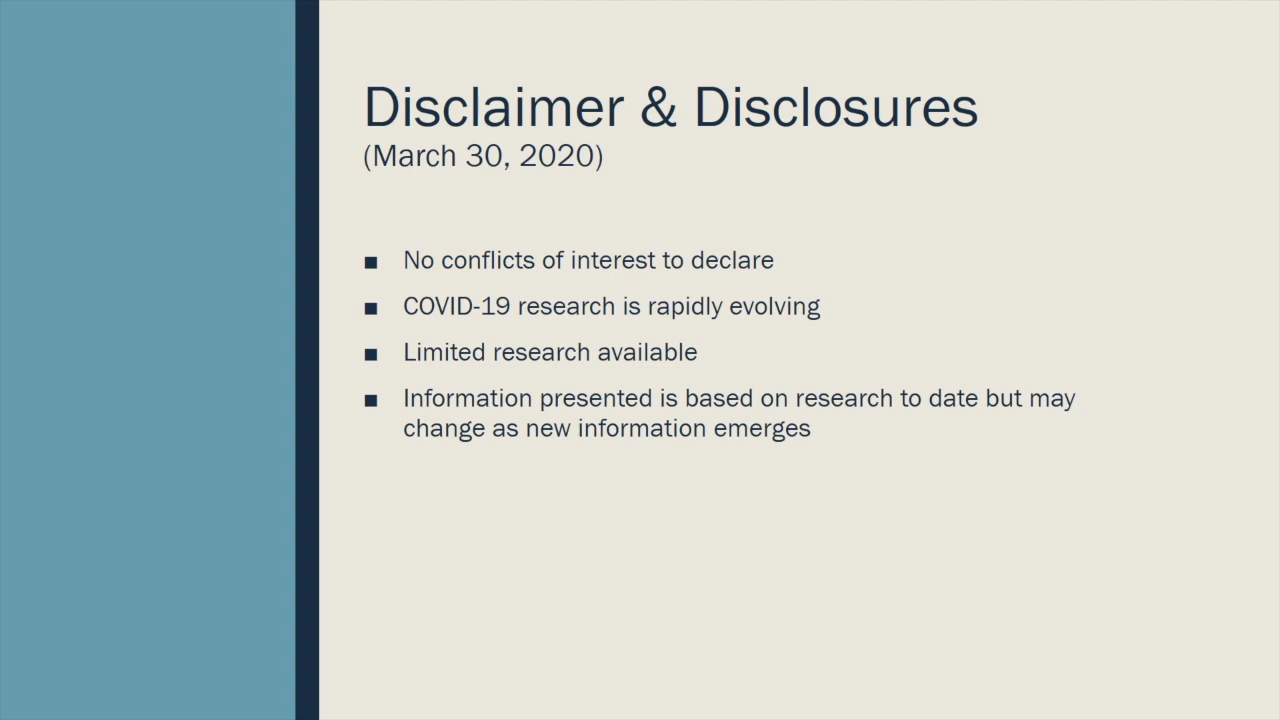 Disclaimer & Disclosures
(March 30, 2020)
■ No conflicts of interest to declare
■ COVID-19 research is rapidly evolving
■ Limited research available
■ Information presented is based on research to date but may
change as new information emerges